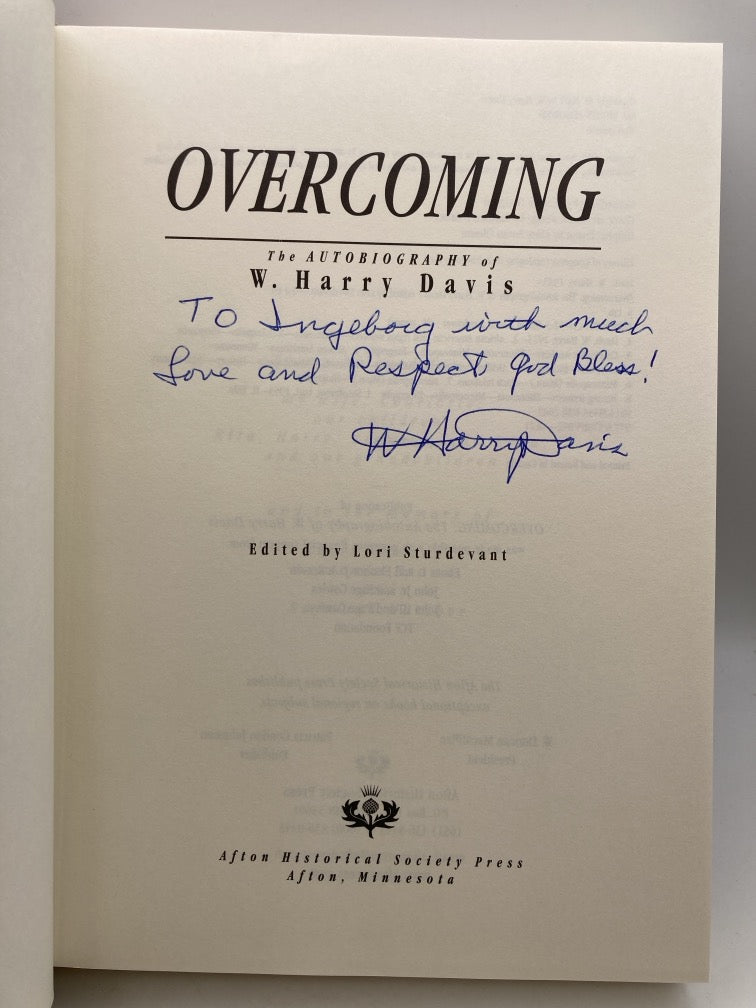 OVERCOMING
The AUTOBIOGRAPHY of
W. Harry Davis
To Ingeborg with much
Love and Respect God Bless!
W Harry Davis
Edited by Lori Sturdevant
Afton Historical Society Press
Afton, Minnesota